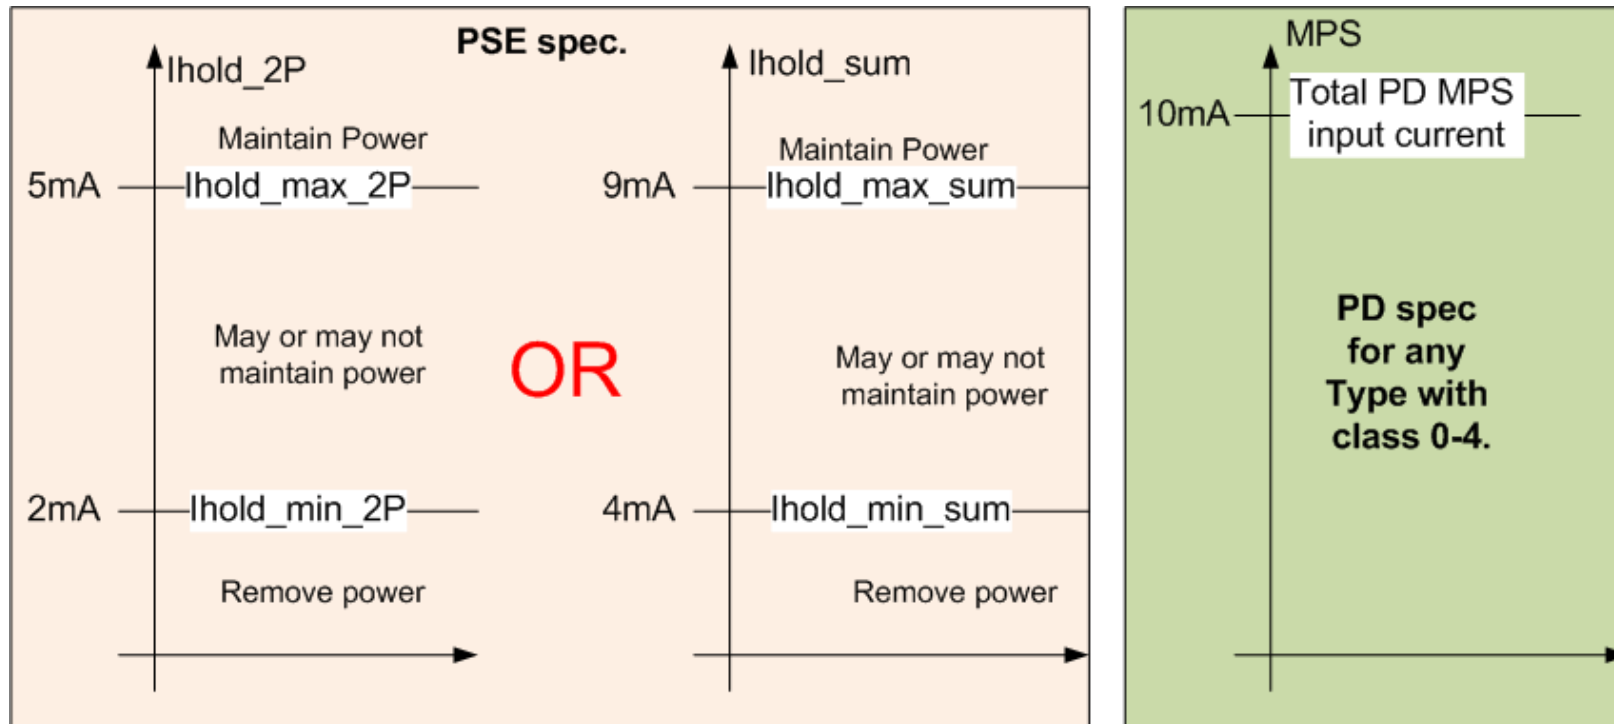 PSE spec.
Ihold_2P
Maintain Power
5mA
Ihold_max_2P
May or may not
maintain power
2mA
Ihold_min_2P
Remove power
OR
Ihold_sum
Maintain Power
9mA
Ihold_max_sum
May or may not
maintain power
4mA
Ihold_min_sum
Remove power
MPS
10mA
Total PD MPS
input current
PD spec
for any
Type with
class 0-4.